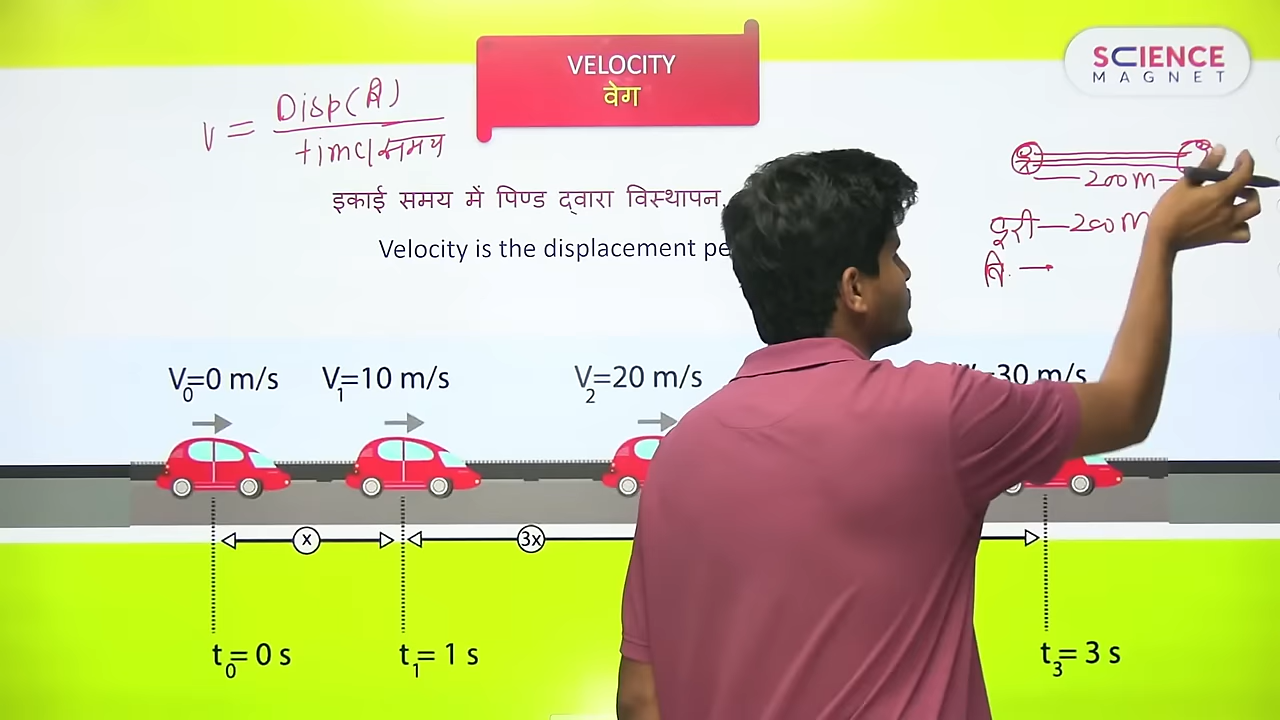 SCIENCE
MAGNET
VELOCITY
वेग
v = Disp(वि)
time/समय
200m
दूरी — 200m
वि. →
इकाई समय में पिण्ड द्वारा विस्थापन
Velocity is the displacement
V0=0 m/s V1=10 m/s V2=20 m/s =30 m/s
x 3x
t0= 0 s t1= 1 s t3= 3 s